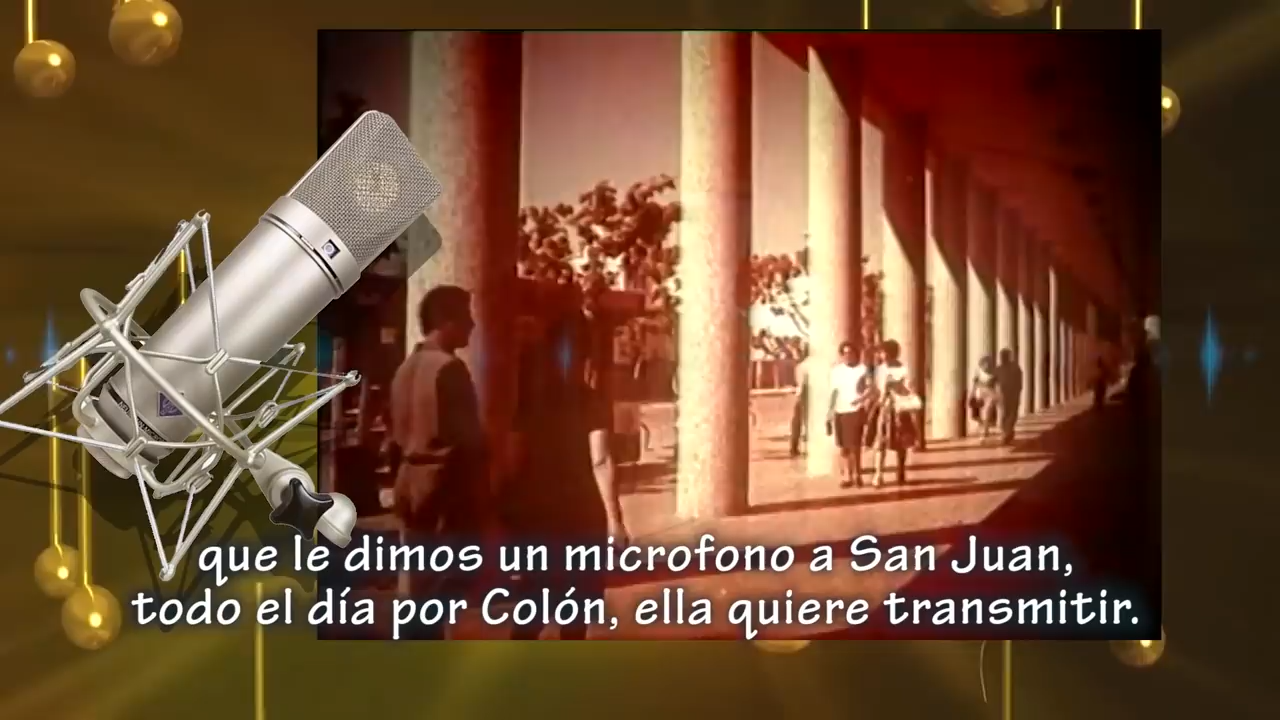 que le dimos un microfono a San Juan,
todo el día por Colón, ella quiere transmitir.